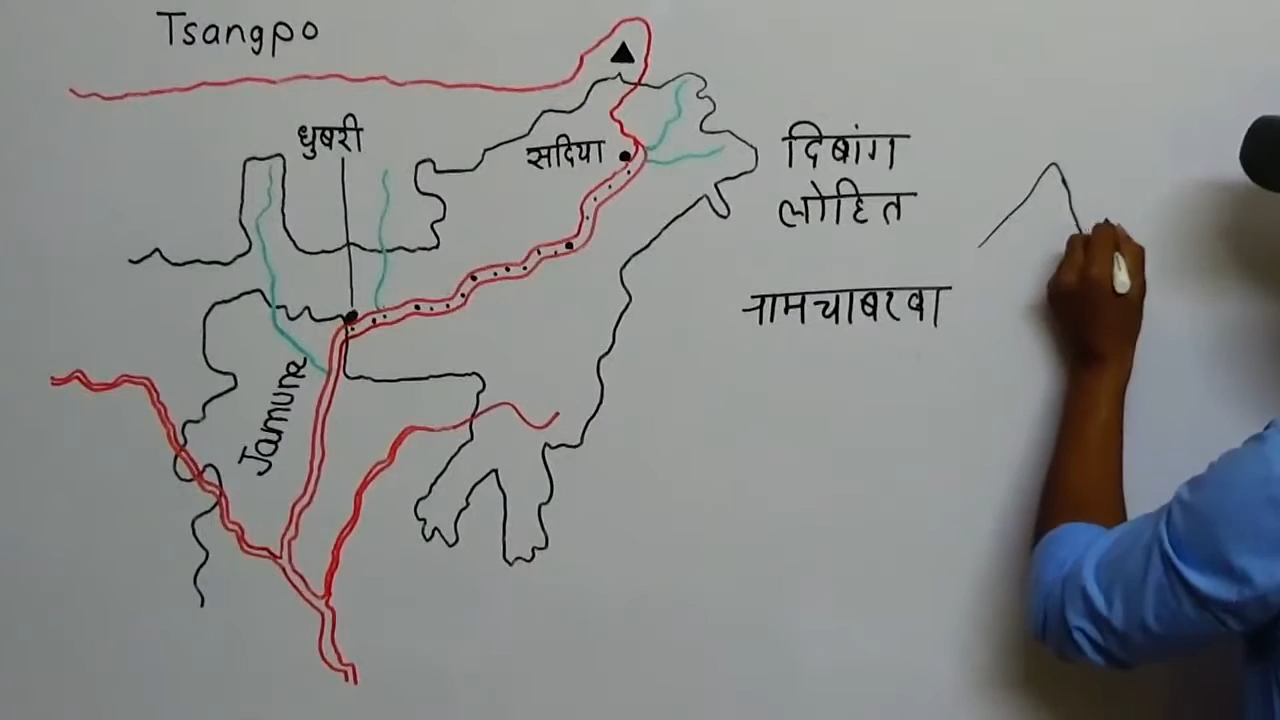 Tsangpo
धुबरी
सदिया
दिबांग
लोहित
नामचाबरवा
Jamuna